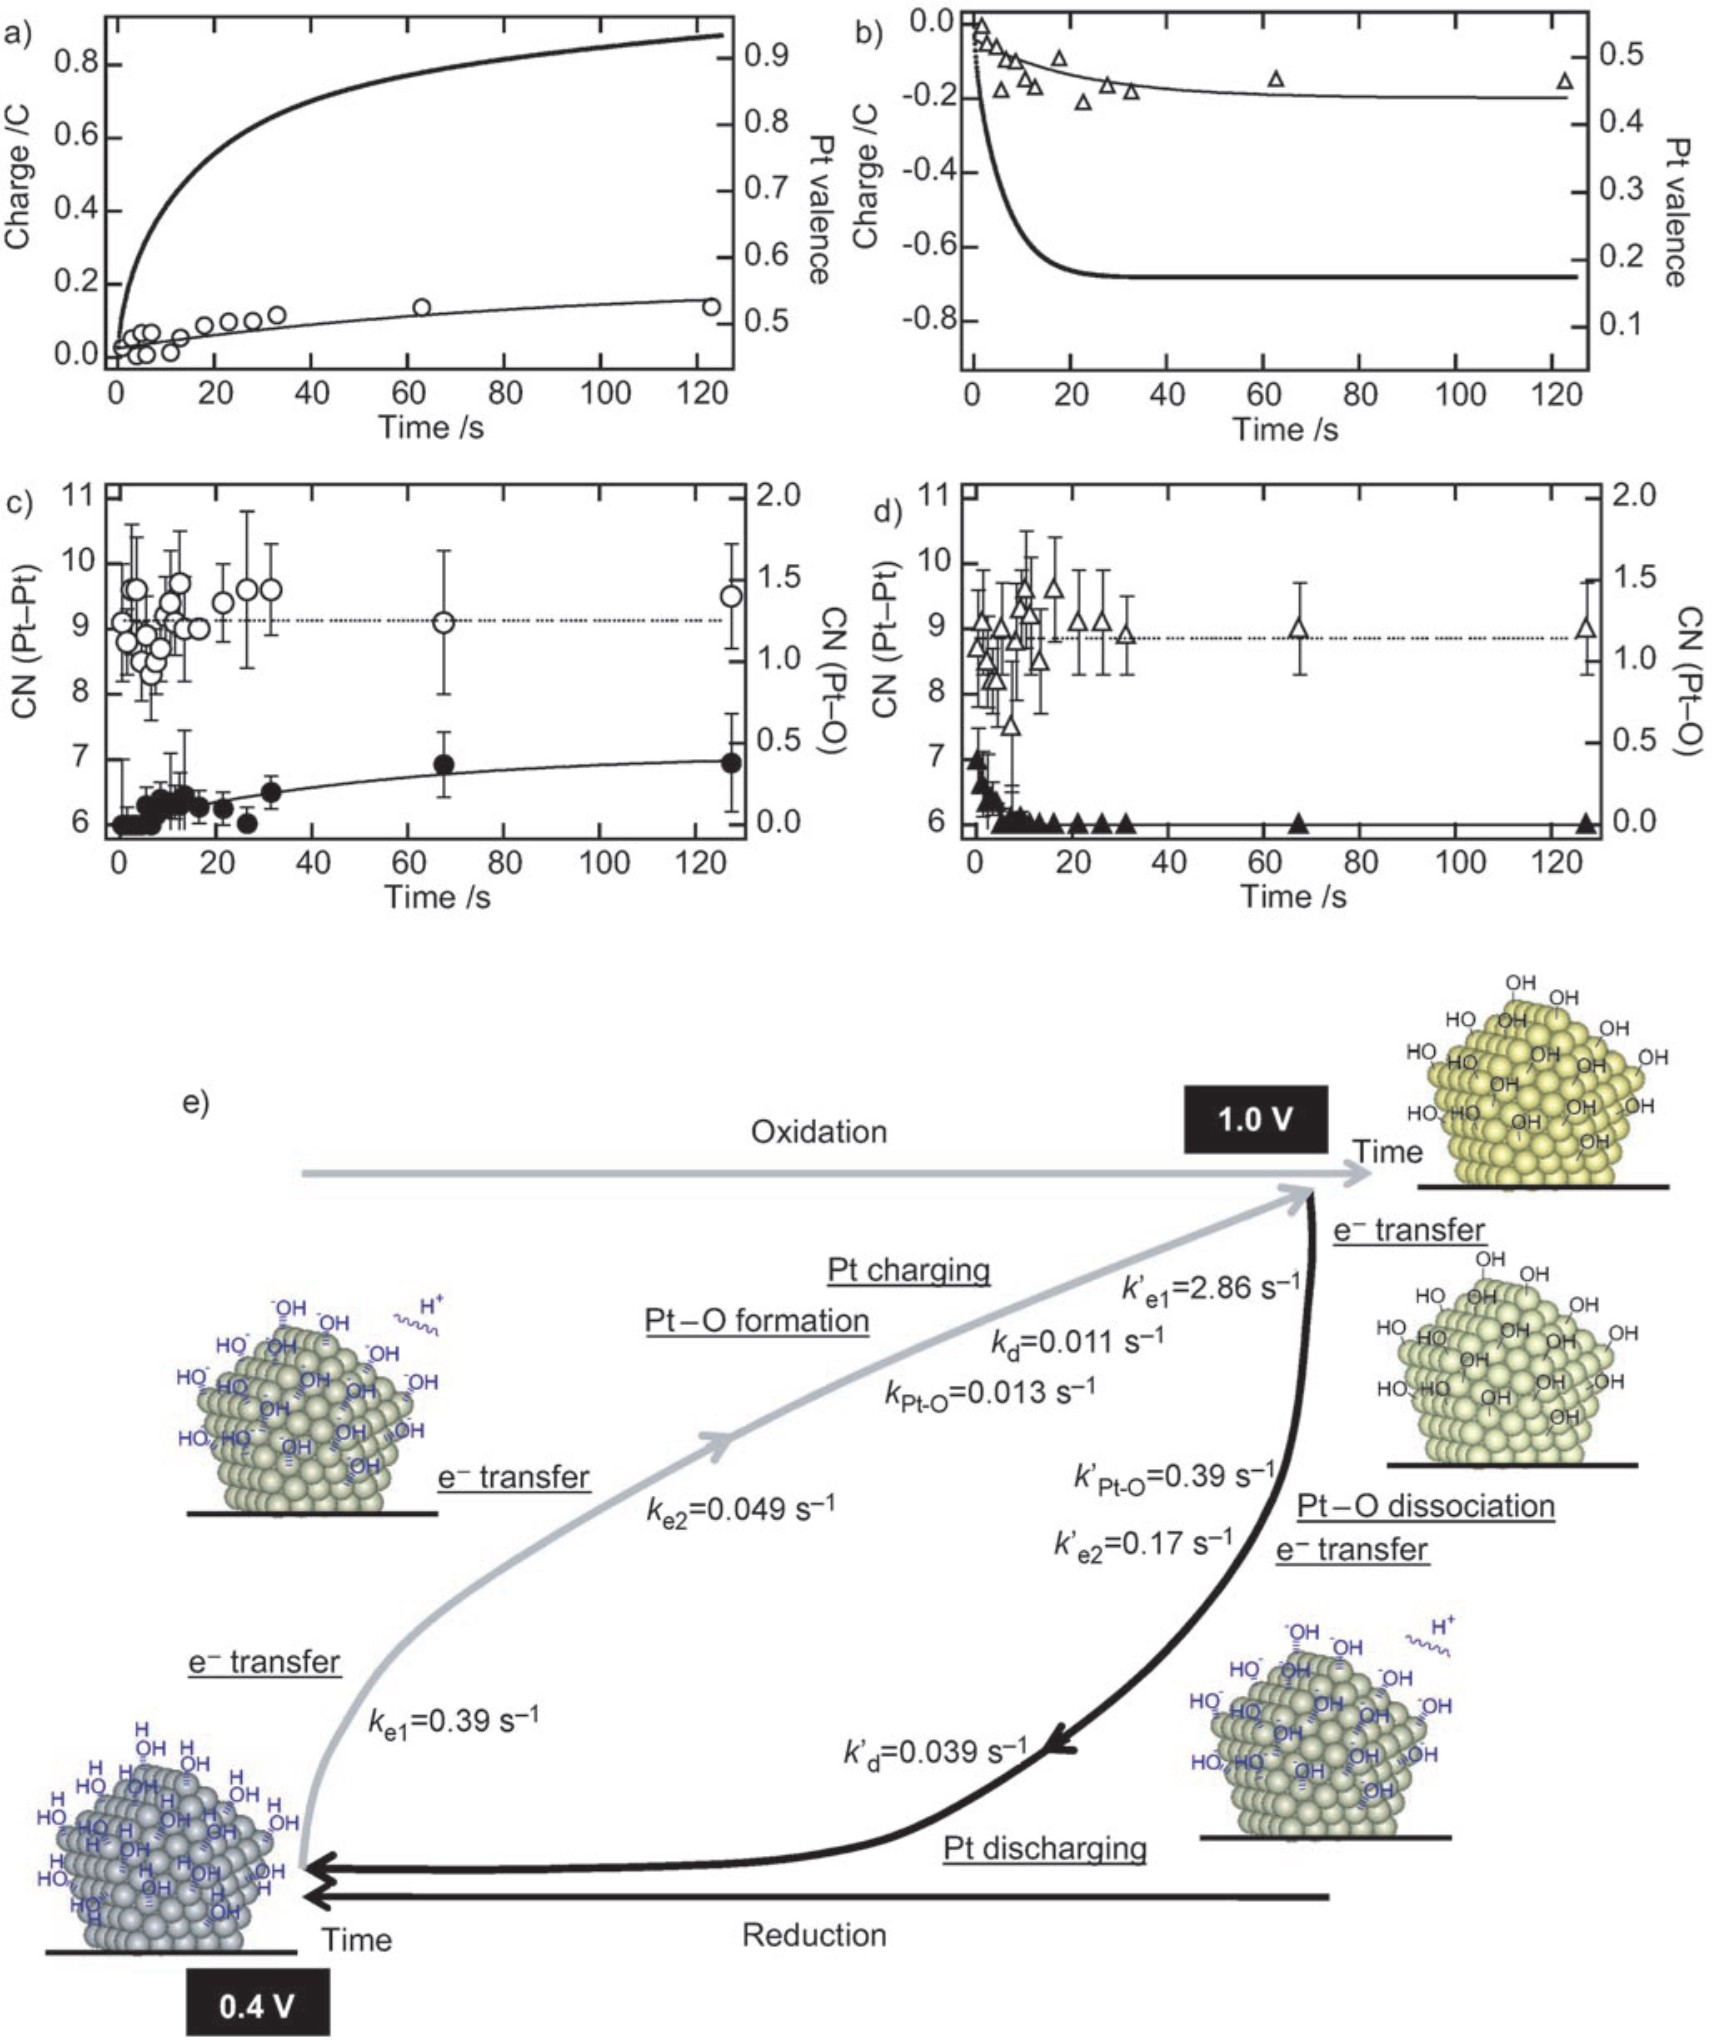 a)
Charge /C
0.8
0.6
0.4
0.2
0.0
0.9
0.8
0.7
0.6
0.5
Pt valence
0 20 40 60 80 100 120
Time /s
b)
Charge /C
0.0
-0.2
-0.4
-0.6
-0.8
0.5
0.4
0.3
0.2
0.1
Pt valence
0 20 40 60 80 100 120
Time /s
c)
CN (Pt–Pt)
11
10
9
8
7
6
2.0
1.5
1.0
0.5
0.0
CN (Pt–O)
0 20 40 60 80 100 120
Time /s
d)
CN (Pt–Pt)
11
10
9
8
7
6
2.0
1.5
1.0
0.5
0.0
CN (Pt–O)
0 20 40 60 80 100 120
Time /s
e)
Oxidation
1.0 V
Time
e– transfer
Pt charging
k'e1=2.86 s–1
Pt–O formation
kd=0.011 s–1
kPt-O=0.013 s–1
e– transfer
ke2=0.049 s–1
k'Pt-O=0.39 s–1
Pt–O dissociation
k'e2=0.17 s–1
e– transfer
e– transfer
ke1=0.39 s–1
k'd=0.039 s–1
Pt discharging
Time
Reduction
0.4 V
H+
H+